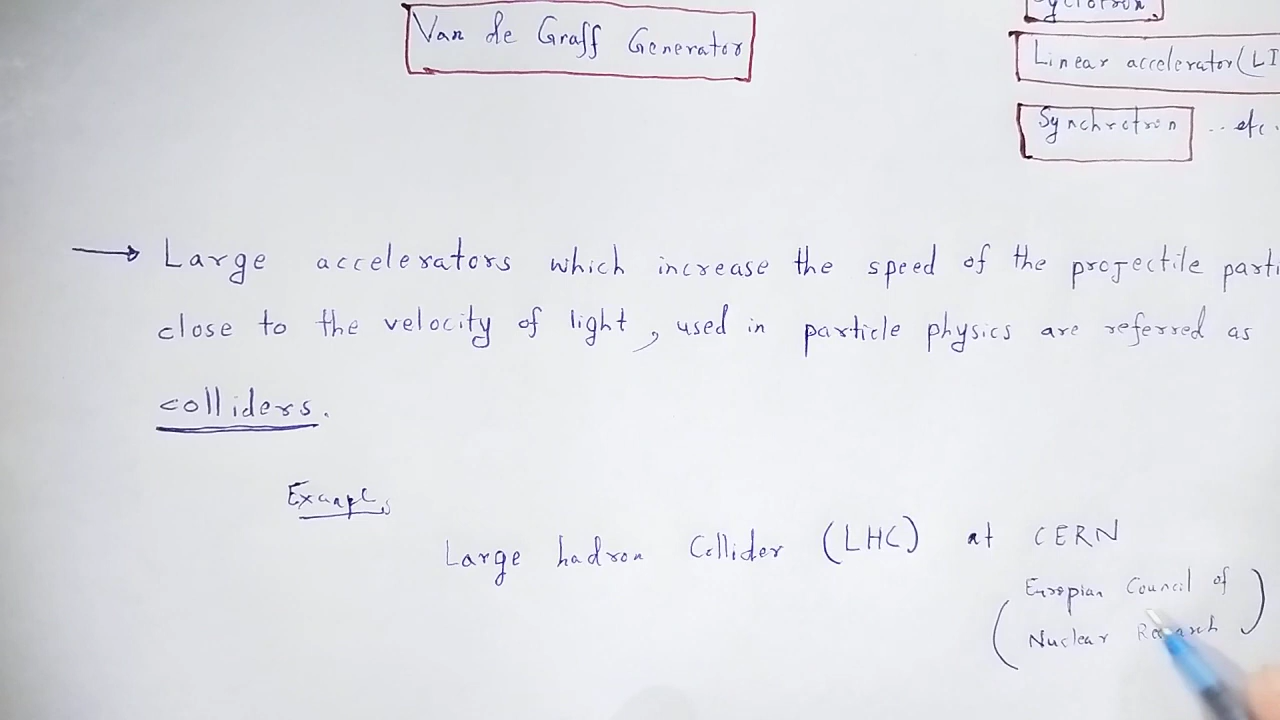 Van de Graff Generator
Linear accelerator (LI
Synchrotron ..etc.
→ Large accelerators which increase the speed of the projectile parti
close to the velocity of light, used in particle physics are referred as
colliders.
Example,
Large hadron Collider (LHC) at CERN
(Europian Council of
Nuclear Research)